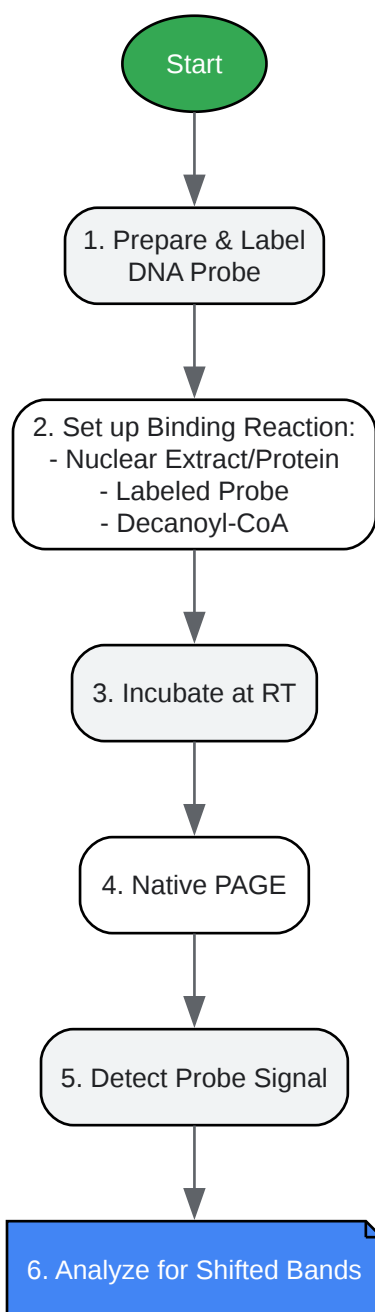 Start
1. Prepare & Label
DNA Probe
2. Set up Binding Reaction:
- Nuclear Extract/Protein
- Labeled Probe
- Decanoyl-CoA
3. Incubate at RT
4. Native PAGE
5. Detect Probe Signal
6. Analyze for Shifted Bands